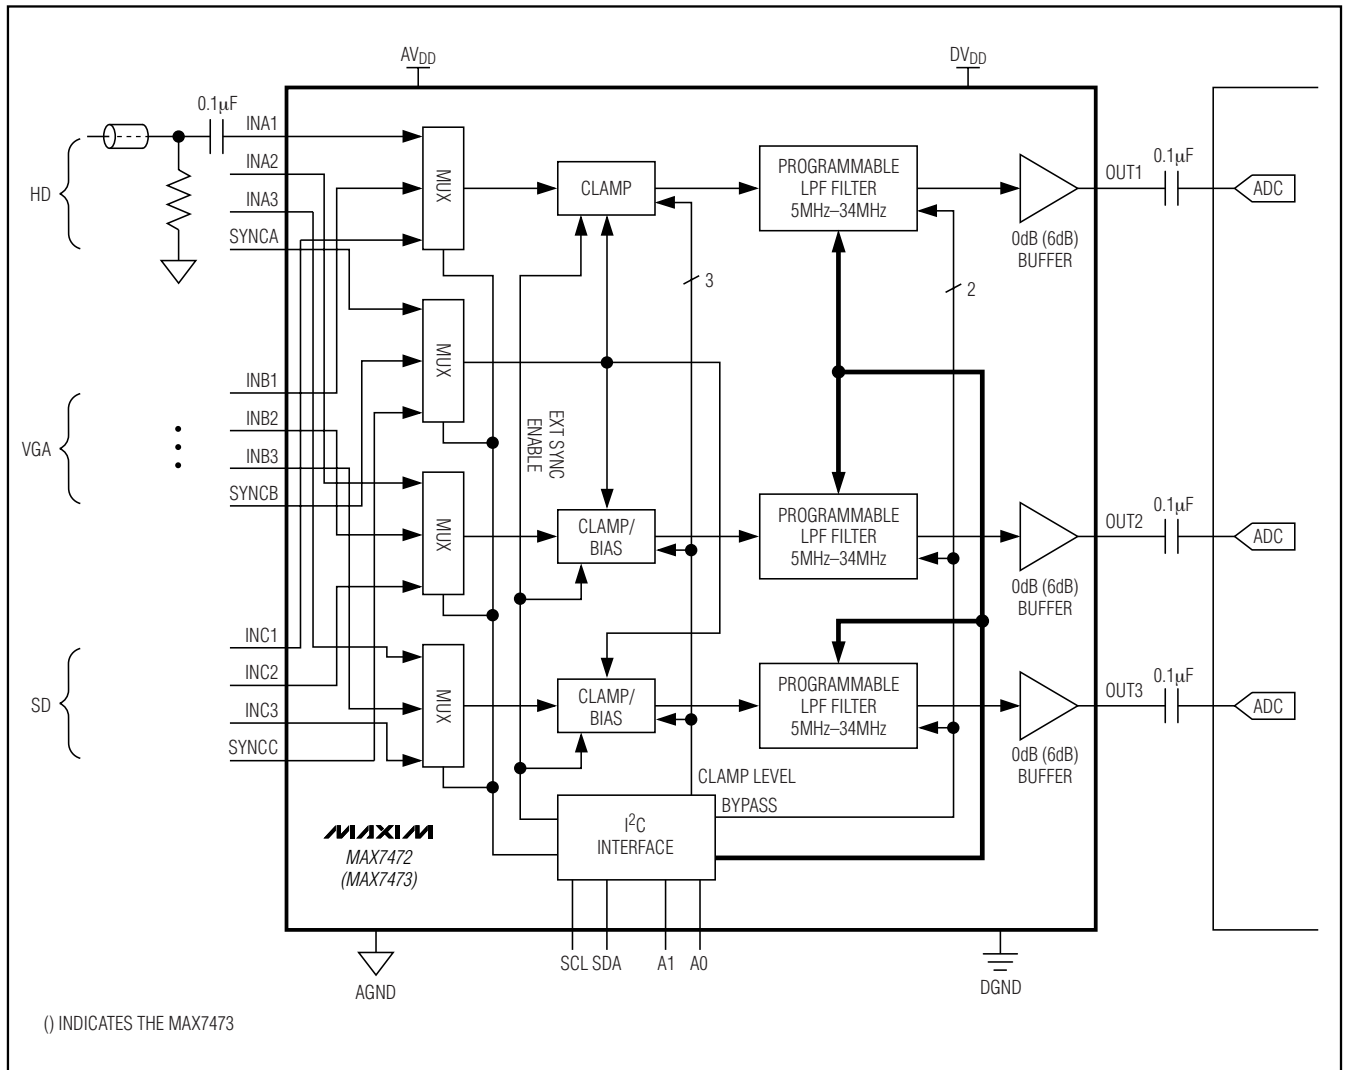 AVDD
DVDD
0.1µF
INA1
INA2
INA3
SYNCA
HD
MUX
CLAMP
PROGRAMMABLE
LPF FILTER
5MHz–34MHz
0dB (6dB)
BUFFER
OUT1
0.1µF
ADC
3
2
MUX
INB1
INB2
INB3
SYNCB
VGA
EXT SYNC
ENABLE
MUX
CLAMP/
BIAS
PROGRAMMABLE
LPF FILTER
5MHz–34MHz
0dB (6dB)
BUFFER
OUT2
0.1µF
ADC
INC1
INC2
INC3
SYNCC
SD
MUX
CLAMP/
BIAS
PROGRAMMABLE
LPF FILTER
5MHz–34MHz
0dB (6dB)
BUFFER
OUT3
0.1µF
ADC
CLAMP LEVEL
BYPASS
I2C
INTERFACE
MAXIM
MAX7472
(MAX7473)
SCL SDA A1 A0
AGND
DGND
() INDICATES THE MAX7473